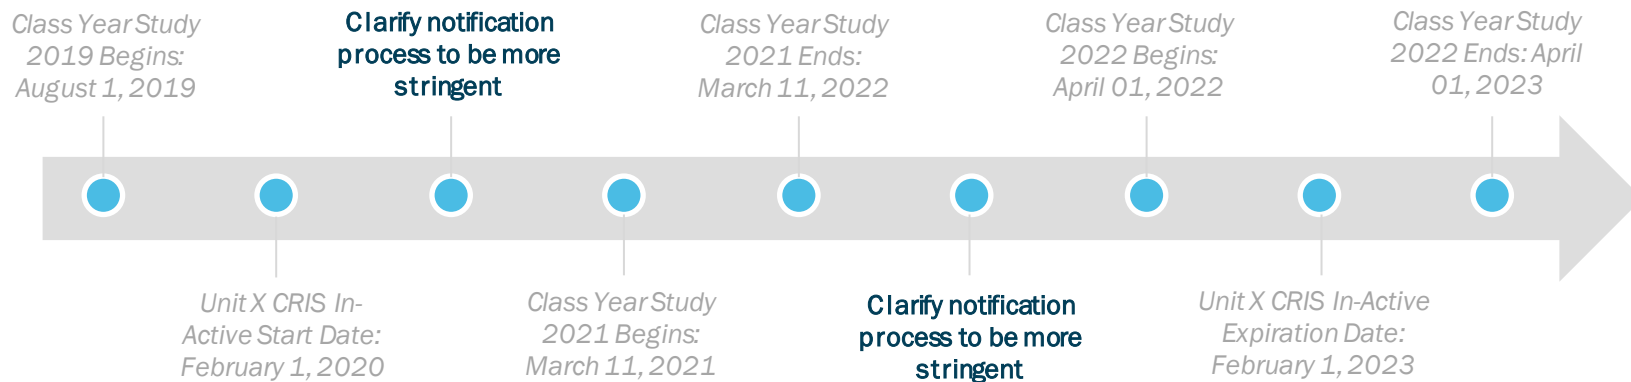 Class Year Study
2019 Begins:
August 1, 2019
Clarify notification
process to be more
stringent
Class Year Study
2021 Ends:
March 11, 2022
Class Year Study
2022 Begins:
April 01, 2022
Class Year Study
2022 Ends: April
01, 2023
Unit X CRIS In-
Active Start Date:
February 1, 2020
Class Year Study
2021 Begins:
March 11, 2021
Clarify notification
process to be more
stringent
Unit X CRIS In-Active
Expiration Date:
February 1, 2023